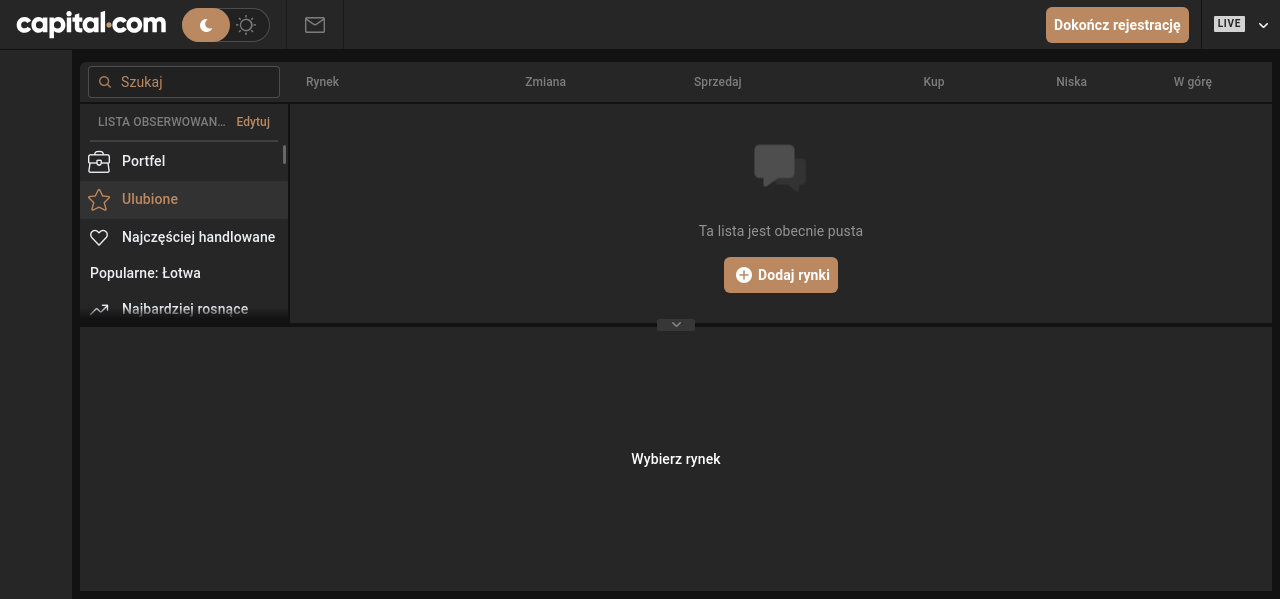 capital.com
Dokończ rejestrację
LIVE
Szukaj
Rynek
Zmiana
Sprzedaj
Kup
Niska
W górę
LISTA OBSERWOWAN...
Edytuj
Portfel
Ulubione
Najczęściej handlowane
Popularne: Łotwa
Najbardziej rosnące
Ta lista jest obecnie pusta
Dodaj rynki
Wybierz rynek